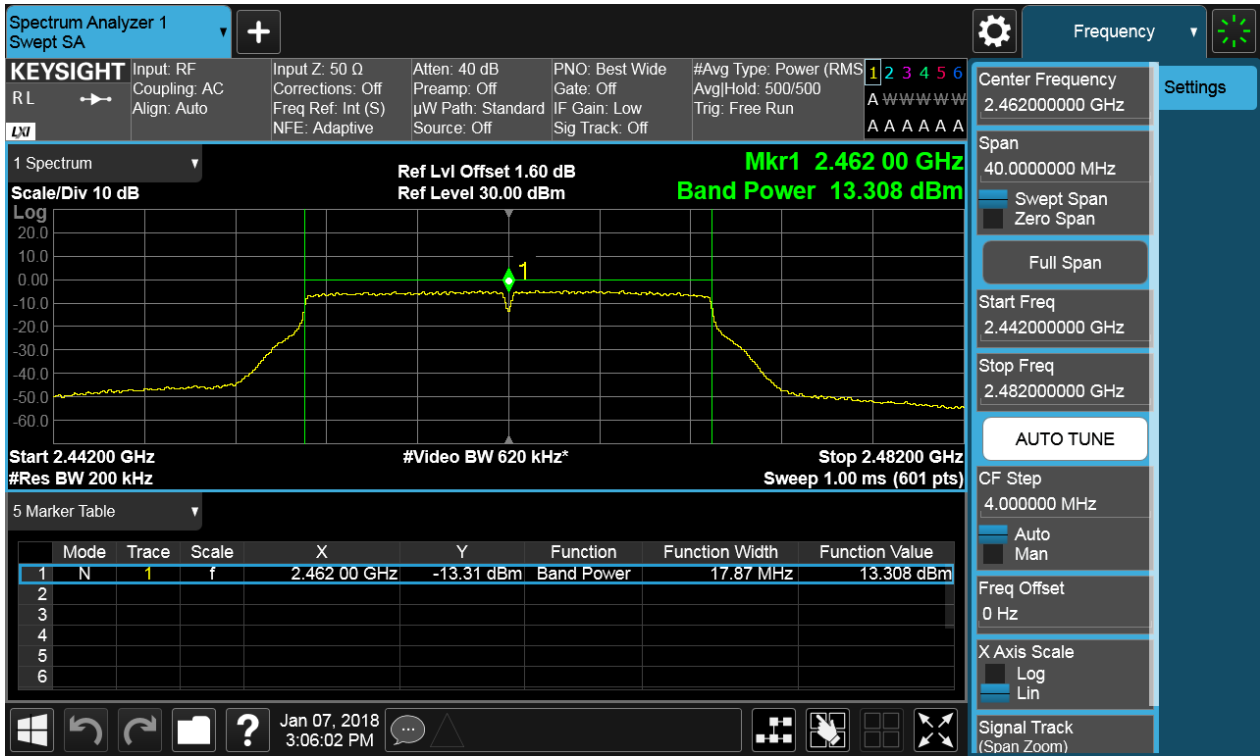 Spectrum Analyzer 1
Swept SA
+
Frequency
KEYSIGHT
R L
LXI
Input: RF
Coupling: AC
Align: Auto
Input Z: 50 Ω
Corrections: Off
Freq Ref: Int (S)
NFE: Adaptive
Atten: 40 dB
Preamp: Off
µW Path: Standard
Source: Off
PNO: Best Wide
Gate: Off
IF Gain: Low
Sig Track: Off
#Avg Type: Power (RMS
Avg|Hold: 500/500
Trig: Free Run
1 2 3 4 5 6
A W W W W W
A A A A A A
1 Spectrum
Scale/Div 10 dB
Ref Lvl Offset 1.60 dB
Ref Level 30.00 dBm
Mkr1 2.462 00 GHz
Band Power 13.308 dBm
Log
20.0
10.0
0.00
-10.0
-20.0
-30.0
-40.0
-50.0
-60.0
1
Start 2.44200 GHz
#Res BW 200 kHz
#Video BW 620 kHz*
Stop 2.48200 GHz
Sweep 1.00 ms (601 pts)
5 Marker Table
Mode Trace Scale X Y Function Function Width Function Value
1 N 1 f 2.462 00 GHz -13.31 dBm Band Power 17.87 MHz 13.308 dBm
2
3
4
5
6
?
Jan 07, 2018
3:06:02 PM
Center Frequency
2.462000000 GHz
Span
40.0000000 MHz
Swept Span
Zero Span
Full Span
Start Freq
2.442000000 GHz
Stop Freq
2.482000000 GHz
AUTO TUNE
CF Step
4.000000 MHz
Auto
Man
Freq Offset
0 Hz
X Axis Scale
Log
Lin
Signal Track
(Span Zoom)
Settings